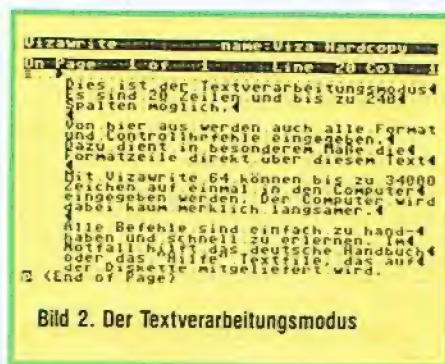 Vizawrite name:Viza Hardcopy
On Page 1 of 1 Line 20 Col 1
Dies ist der Textverarbeitungsmodus
Es sind 20 Zeilen und bis zu 240
Spalten möglich.
Von hier aus werden auch alle Format
und Controllbefehle eingegeben.
Dazu dient in besonderem Maße die
Formatzeile direkt über diesem Text
Mit Vizawrite 64 können bis zu 34000
Zeichen auf einmal in den Computer
eingegeben werden. Der Computer wird
dabei kaum merklich langsamer.
Alle Befehle sind einfach zu hand-
haben und schnell zu erlernen. Im
Notfall hilft das deutsche Handbuch
oder das "Hilfe" Textfile, das auf
der Diskette mitgeliefert wird.
<End of Page>
Bild 2. Der Textverarbeitungsmodus